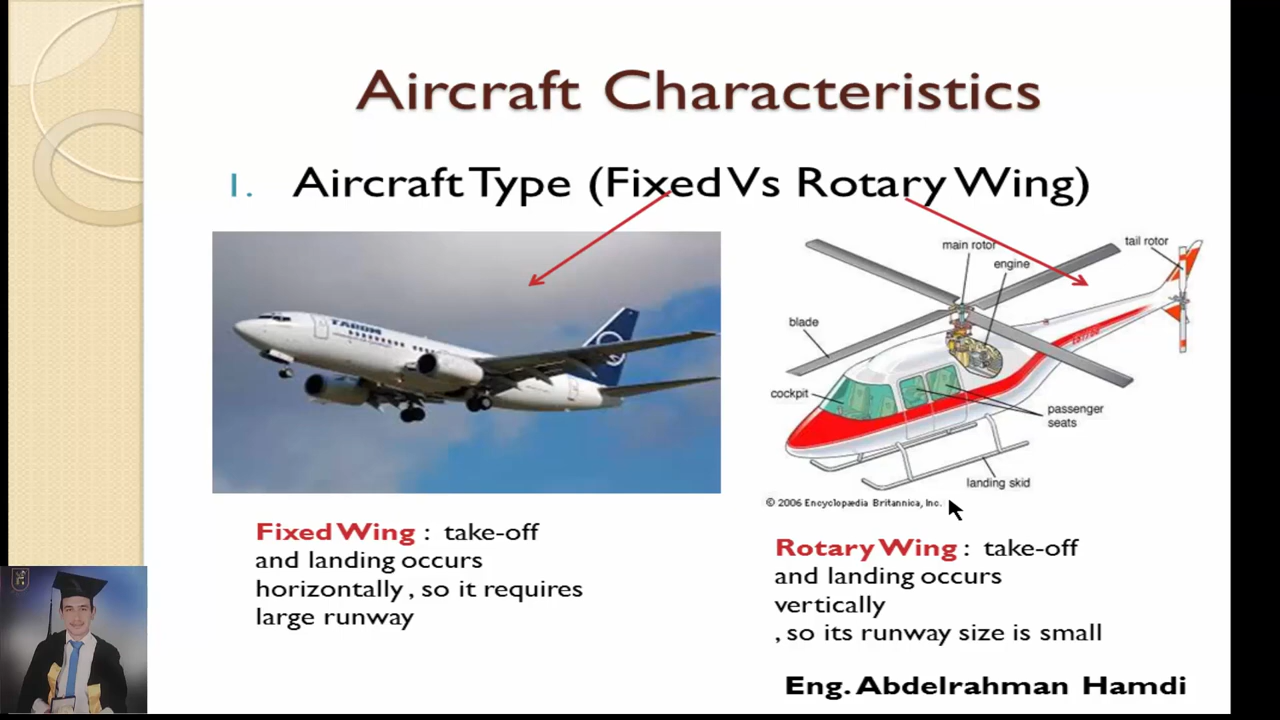 Aircraft Characteristics
1. Aircraft Type (Fixed Vs Rotary Wing)
TAROM
main rotor
tail rotor
engine
blade
cockpit
passenger
seats
landing skid
© 2006 Encyclopædia Britannica, Inc.
Fixed Wing : take-off
and landing occurs
horizontally , so it requires
large runway
Rotary Wing : take-off
and landing occurs
vertically
, so its runway size is small
Eng. Abdelrahman Hamdi